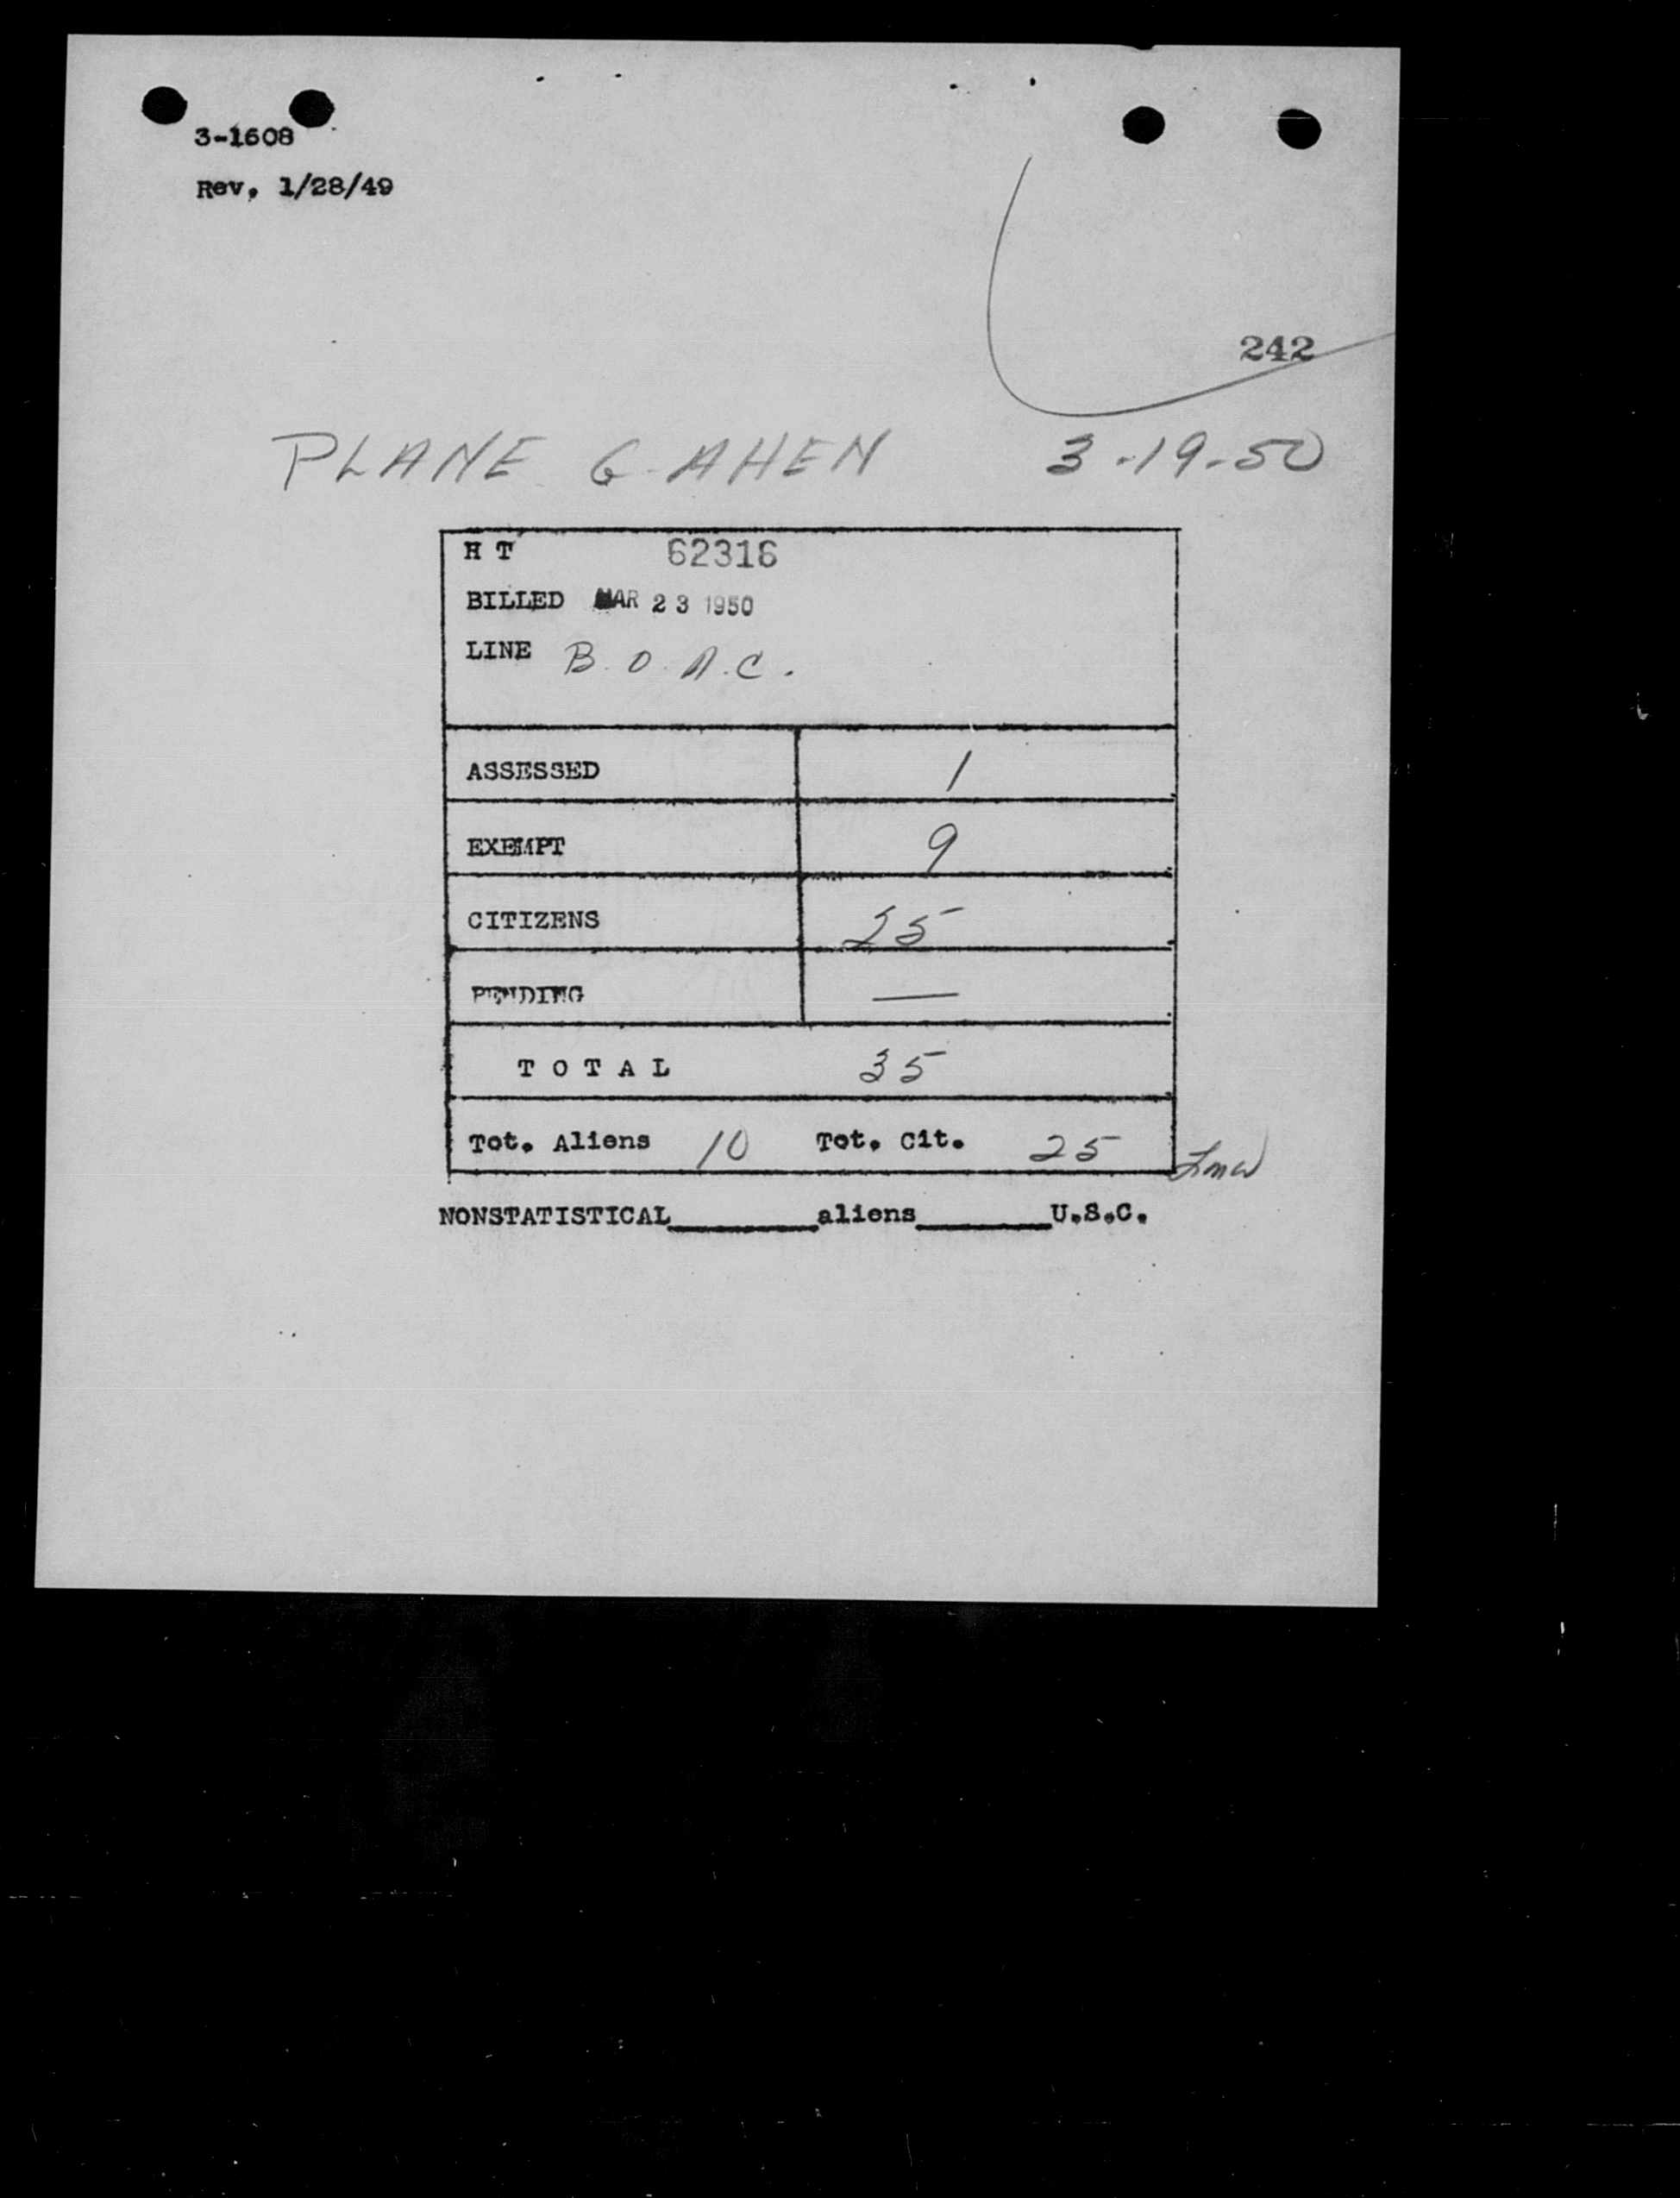 3-1608
Rev. 1/28/49
242
PLANE G-AHEN 3-19-50
H T 62316
BILLED MAR 23 1950
LINE B.O.A.C.
ASSESSED 1
EXEMPT 9
CITIZENS 25
PENDING —
TOTAL 35
Tot. Aliens 10 Tot. Cit. 25
NONSTATISTICAL________aliens________U.S.C.